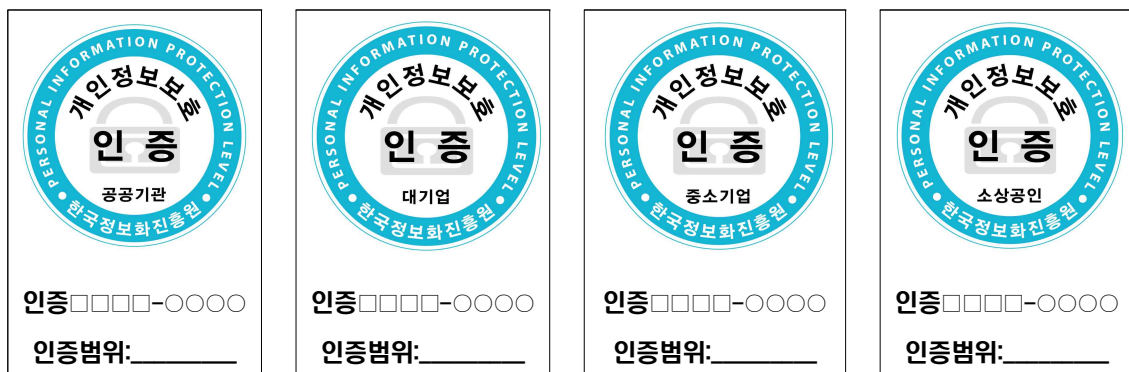 PERSONAL INFORMATION PROTECTION LEVEL
개인정보보호
인 증
공공기관
한국정보화진흥원
인증□□□□-○○○○
인증범위:_________
PERSONAL INFORMATION PROTECTION LEVEL
개인정보보호
인 증
대기업
한국정보화진흥원
인증□□□□-○○○○
인증범위:_________
PERSONAL INFORMATION PROTECTION LEVEL
개인정보보호
인 증
중소기업
한국정보화진흥원
인증□□□□-○○○○
인증범위:_________
PERSONAL INFORMATION PROTECTION LEVEL
개인정보보호
인 증
소상공인
한국정보화진흥원
인증□□□□-○○○○
인증범위:_________